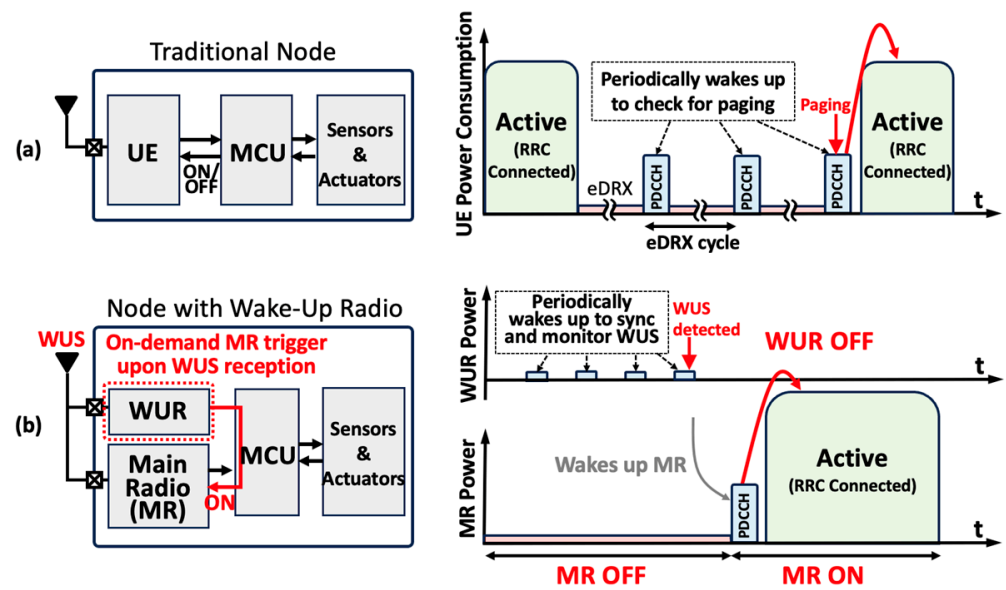 Traditional Node
(a)
UE
ON/
OFF
MCU
Sensors
&
Actuators
UE Power Consumption
Active
(RRC
Connected)
Periodically wakes up
to check for paging
Paging
Active
(RRC
Connected)
eDRX
PDCCH
PDCCH
PDCCH
t
eDRX cycle
Node with Wake-Up Radio
WUS
On-demand MR trigger
upon WUS reception
(b)
WUR
Main
Radio
(MR)
ON
MCU
Sensors
&
Actuators
WUR Power
Periodically
wakes up to sync
and monitor WUS
WUS
detected
WUR OFF
t
MR Power
Wakes up MR
PDCCH
Active
(RRC Connected)
t
MR OFF
MR ON